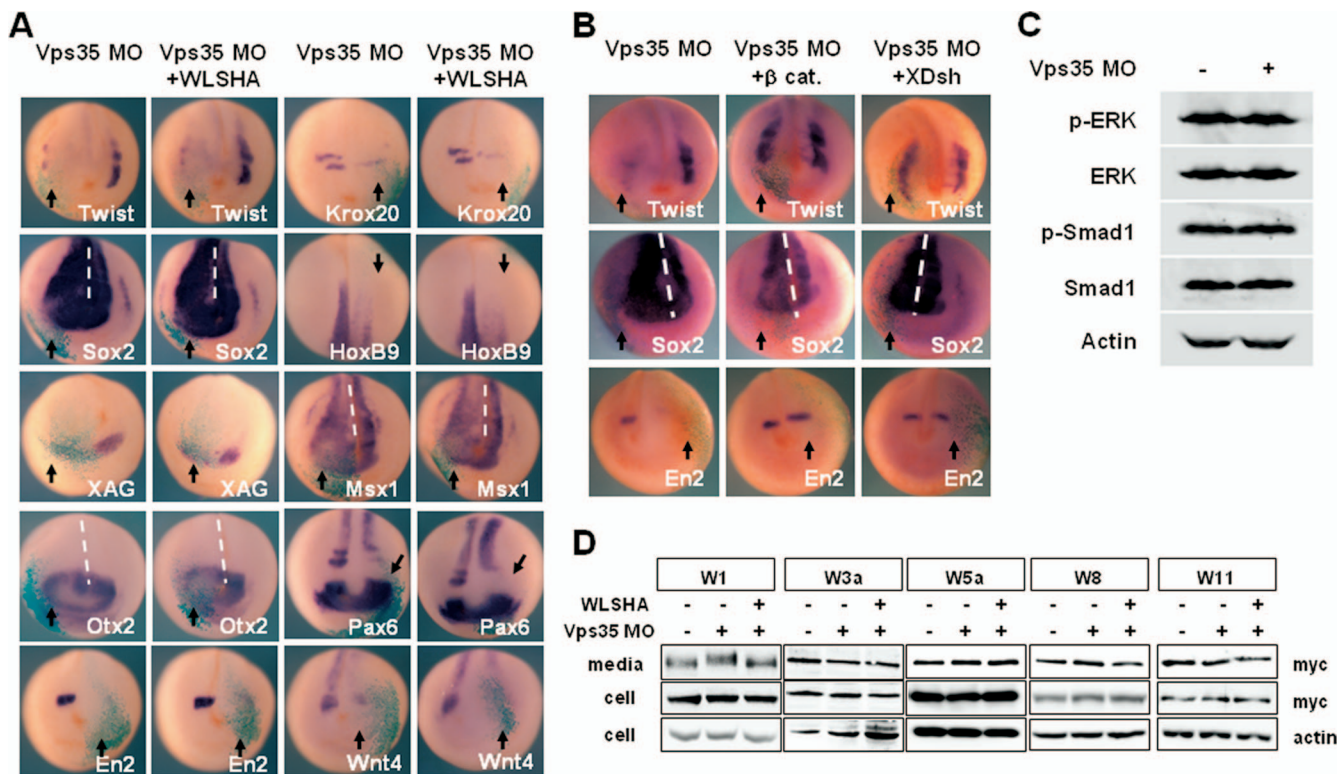 A
Vps35 MO Vps35 MO +WLSHA Vps35 MO Vps35 MO +WLSHA
Twist Twist Krox20 Krox20
Sox2 Sox2 HoxB9 HoxB9
XAG XAG Msx1 Msx1
Otx2 Otx2 Pax6 Pax6
En2 En2 Wnt4 Wnt4
B
Vps35 MO Vps35 MO +β cat. Vps35 MO +XDsh
Twist Twist Twist
Sox2 Sox2 Sox2
En2 En2 En2
C
Vps35 MO - +
p-ERK
ERK
p-Smad1
Smad1
Actin
D
W1 W3a W5a W8 W11
WLSHA - - + - - + - - + - - + - - +
Vps35 MO - + + - + + - + + - + + - + +
media myc
cell myc
cell actin